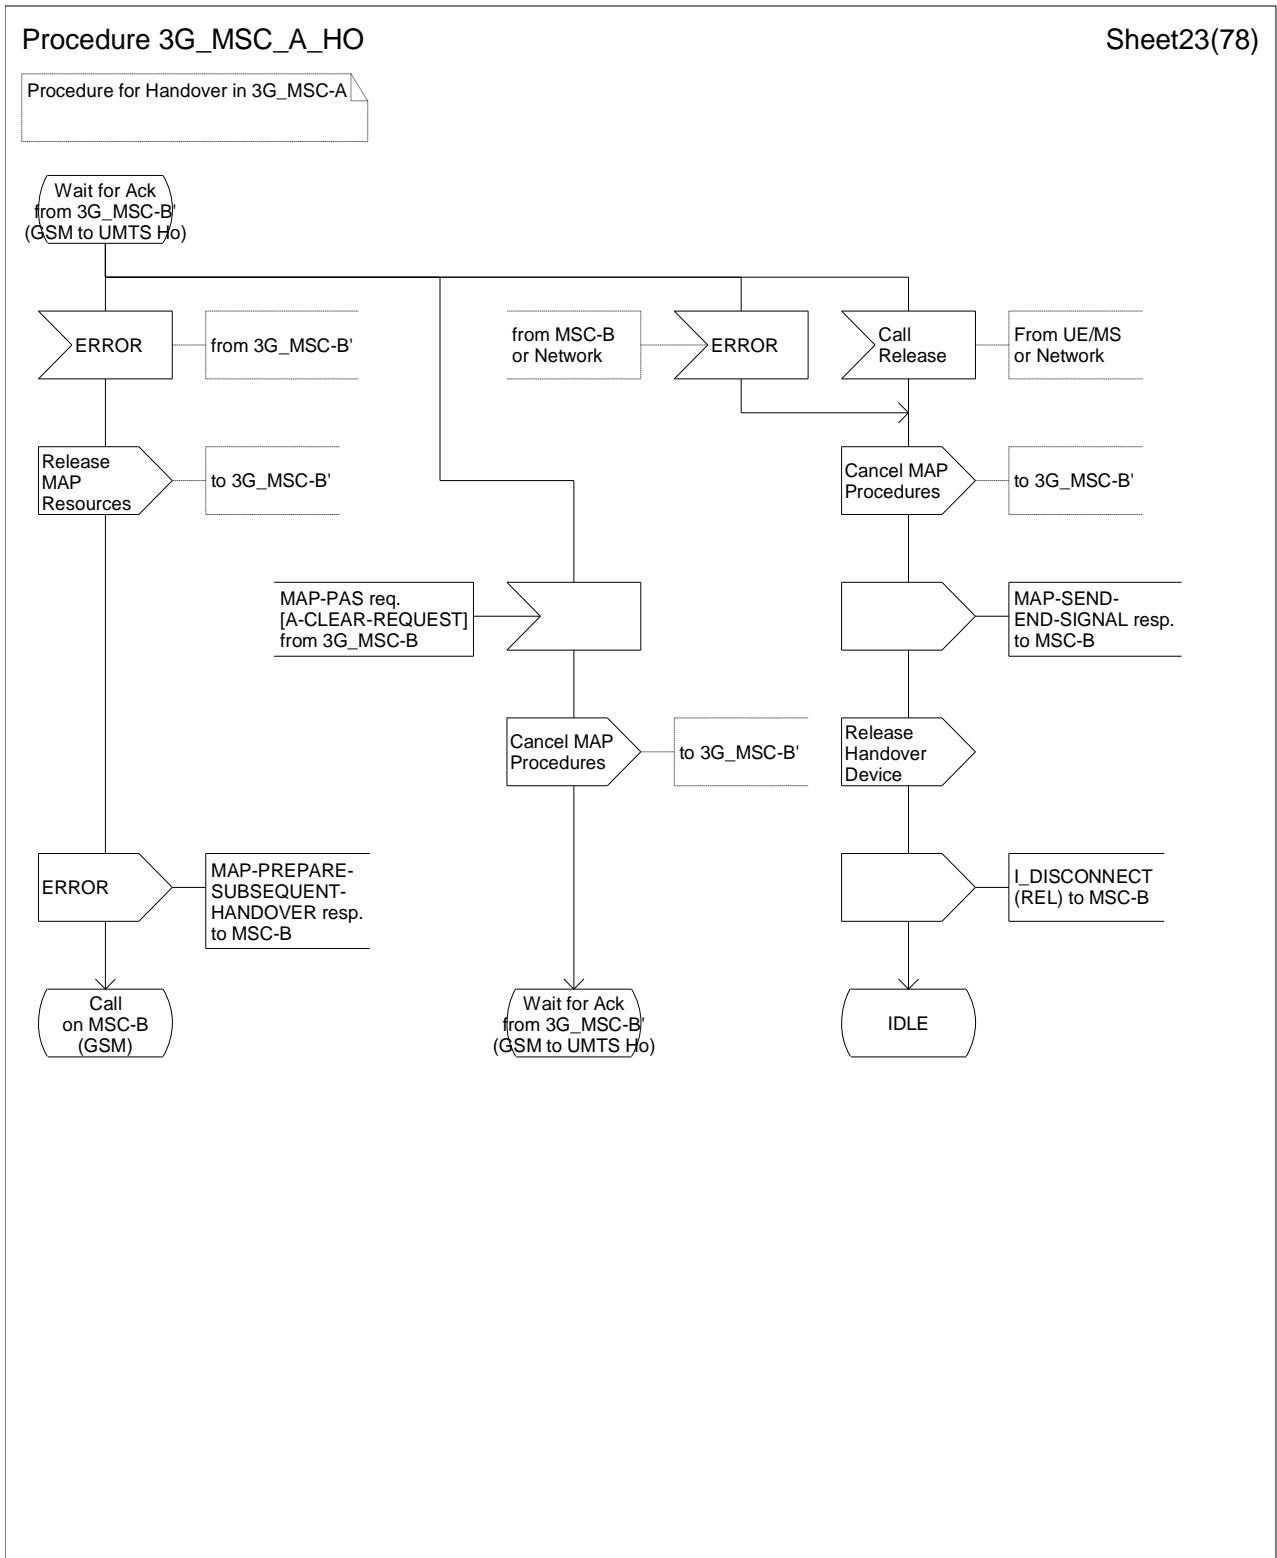 Procedure 3G_MSC_A_HO
Sheet23(78)
Procedure for Handover in 3G_MSC-A
Wait for Ack
from 3G_MSC-B'
(GSM to UMTS Ho)
ERROR
from 3G_MSC-B'
from MSC-B
or Network
ERROR
Call
Release
From UE/MS
or Network
Release
MAP
Resources
to 3G_MSC-B'
Cancel MAP
Procedures
to 3G_MSC-B'
MAP-PAS req.
[A-CLEAR-REQUEST]
from 3G_MSC-B
MAP-SEND-
END-SIGNAL resp.
to MSC-B
Cancel MAP
Procedures
to 3G_MSC-B'
Release
Handover
Device
ERROR
MAP-PREPARE-
SUBSEQUENT-
HANDOVER resp.
to MSC-B
I_DISCONNECT
(REL) to MSC-B
Call
on MSC-B
(GSM)
Wait for Ack
from 3G_MSC-B'
(GSM to UMTS Ho)
IDLE